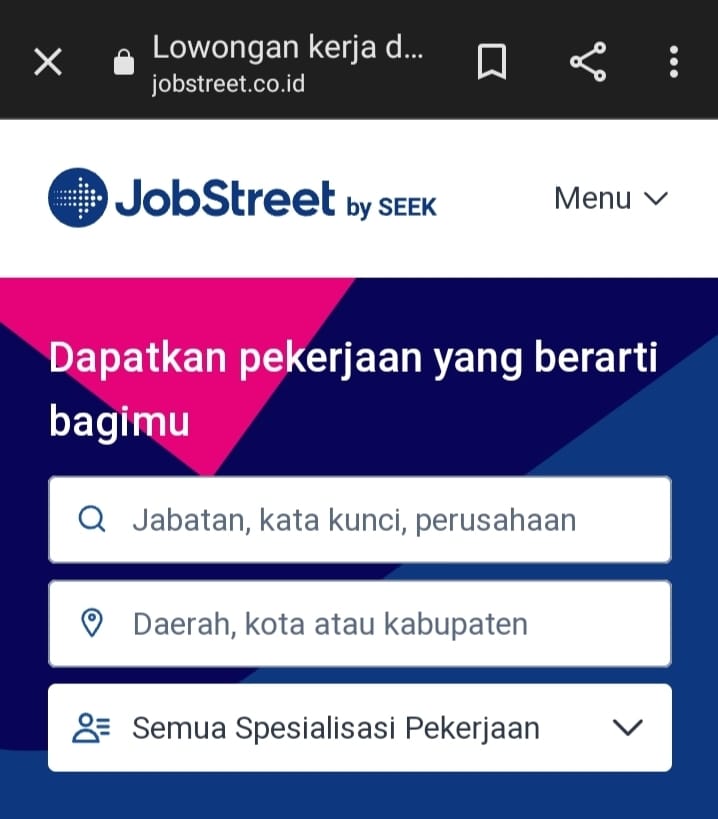 Lowongan kerja d...
jobstreet.co.id
JobStreet by SEEK
Menu
Dapatkan pekerjaan yang berarti
bagimu
Jabatan, kata kunci, perusahaan
Daerah, kota atau kabupaten
Semua Spesialisasi Pekerjaan